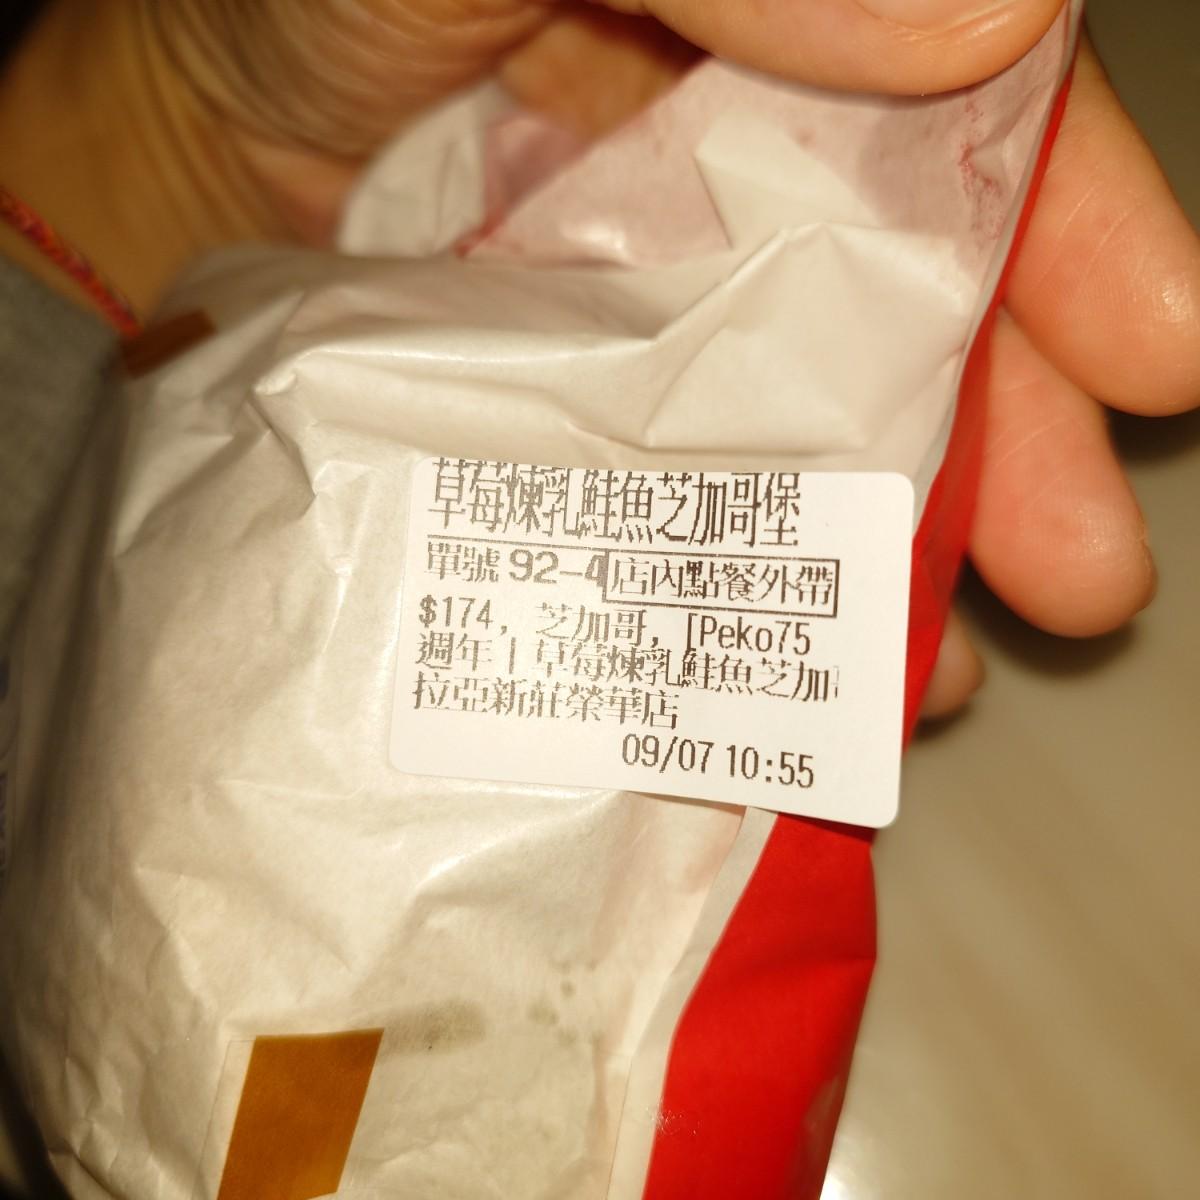 草莓煉乳鮭魚芝加哥堡
單號 92-4 店內點餐外帶
$174, 芝加哥, [Peko75
週年 | 草莓煉乳鮭魚芝加
拉亞新莊榮華店
09/07 10:55